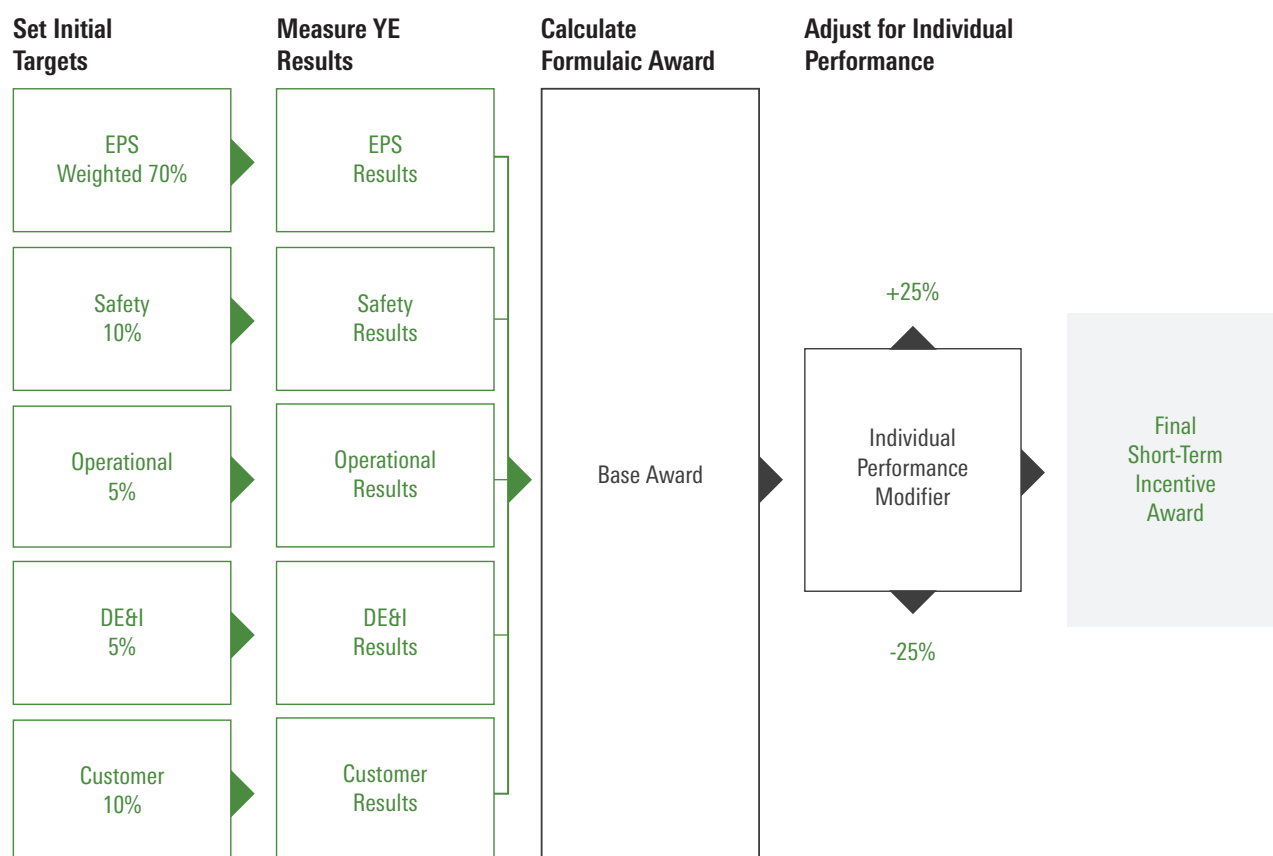 Set Initial
Targets
Measure YE
Results
Calculate
Formulaic Award
Adjust for Individual
Performance
EPS
Weighted 70%
EPS
Results
Safety
10%
Safety
Results
Operational
5%
Operational
Results
DE&I
5%
DE&I
Results
Customer
10%
Customer
Results
Base Award
+25%
Individual
Performance
Modifier
-25%
Final
Short-Term
Incentive
Award